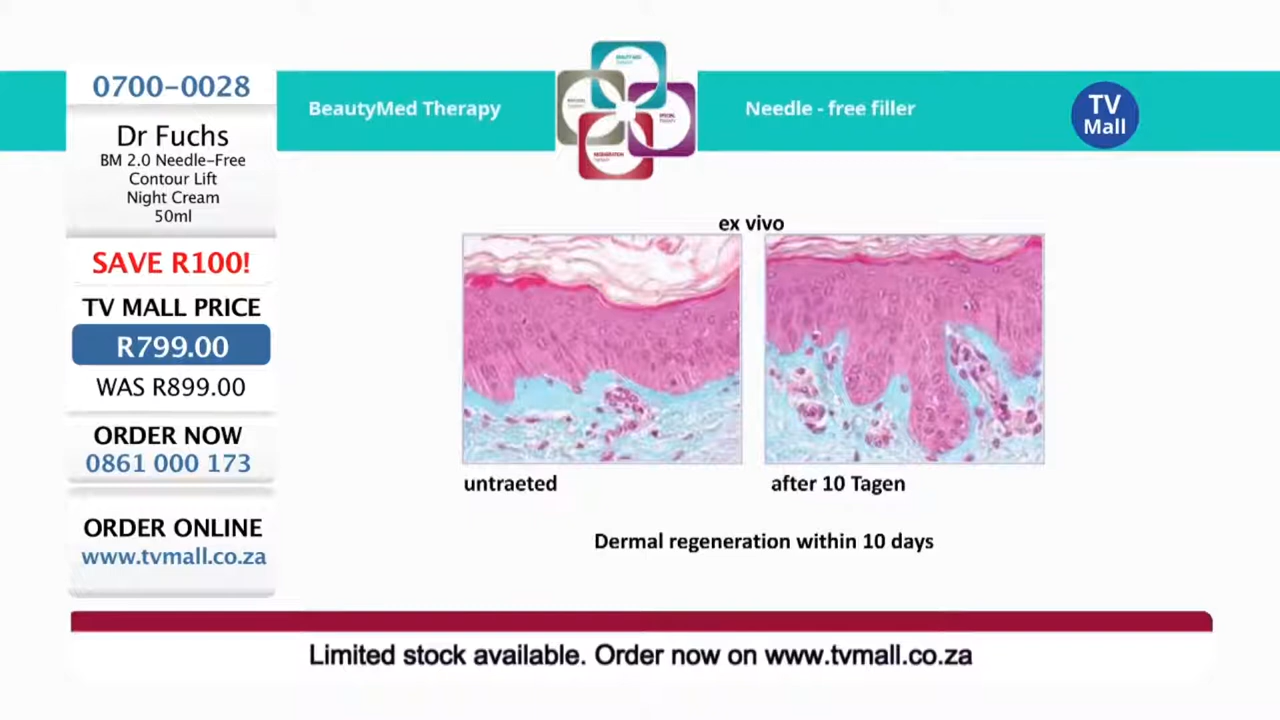 0700-0028
Dr Fuchs
BM 2.0 Needle-Free
Contour Lift
Night Cream
50ml
SAVE R100!
TV MALL PRICE
R799.00
WAS R899.00
ORDER NOW
0861 000 173
ORDER ONLINE
www.tvmall.co.za
BeautyMed Therapy
Needle - free filler
TV
Mall
ex vivo
untraeted
after 10 Tagen
Dermal regeneration within 10 days
Limited stock available. Order now on www.tvmall.co.za